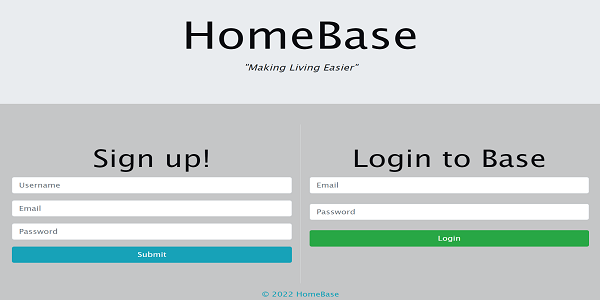 HomeBase
"Making Living Easier"
Sign up!
Username
Email
Password
Submit
Login to Base
Email
Password
Login
© 2022 HomeBase